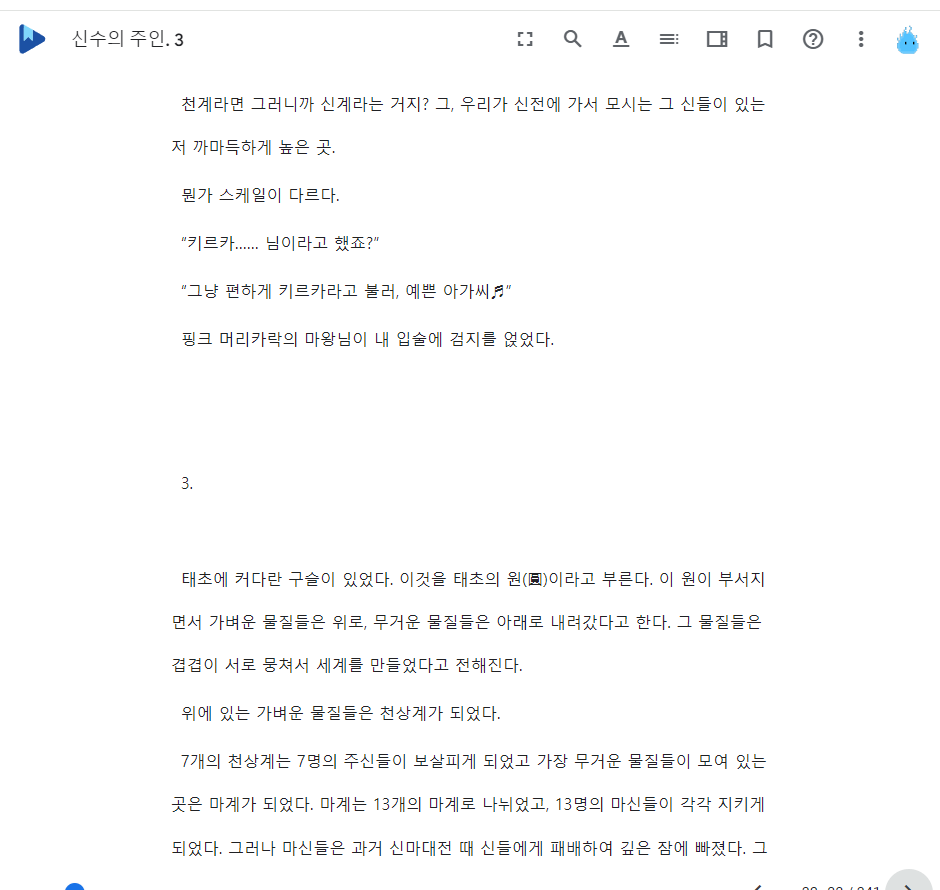 신수의 주인. 3
천계라면 그러니까 신계라는 거지? 그, 우리가 신전에 가서 모시는 그 신들이 있는
저 까마득하게 높은 곳.
뭔가 스케일이 다르다.
“키르카...... 님이라고 했죠?”
“그냥 편하게 키르카라고 불러, 예쁜 아가씨♬”
핑크 머리카락의 마왕님이 내 입술에 검지를 얹었다.
3.
태초에 커다란 구슬이 있었다. 이것을 태초의 원(圓)이라고 부른다. 이 원이 부서지
면서 가벼운 물질들은 위로, 무거운 물질들은 아래로 내려갔다고 한다. 그 물질들은
겹겹이 서로 뭉쳐서 세계를 만들었다고 전해진다.
위에 있는 가벼운 물질들은 천상계가 되었다.
7개의 천상계는 7명의 주신들이 보살피게 되었고 가장 무거운 물질들이 모여 있는
곳은 마계가 되었다. 마계는 13개의 마계로 나뉘었고, 13명의 마신들이 각각 지키게
되었다. 그러나 마신들은 과거 신마대전 때 신들에게 패배하여 깊은 잠에 빠졌다. 그